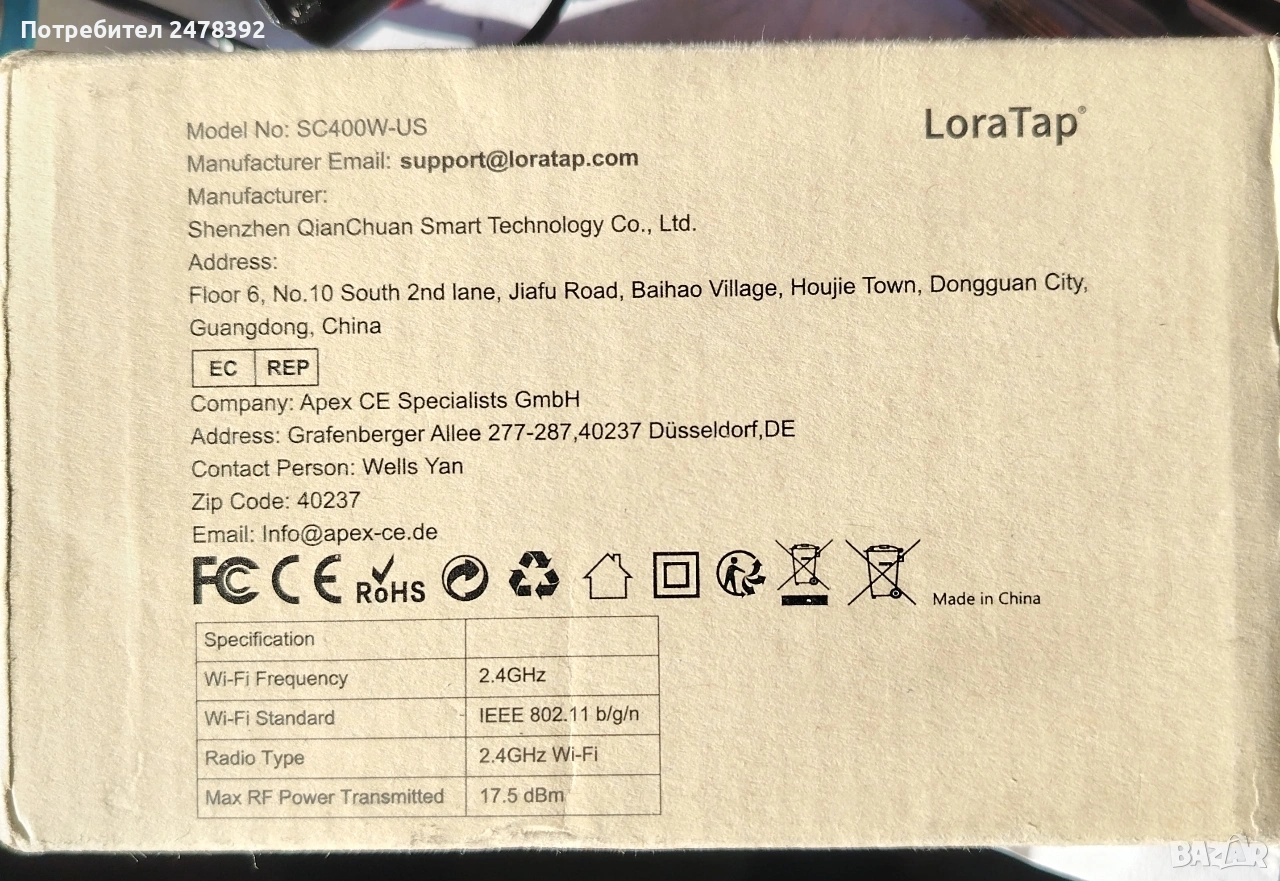 Потребител 2478392
LoraTap®
Model No: SC400W-US
Manufacturer Email: support@loratap.com
Manufacturer:
Shenzhen QianChuan Smart Technology Co., Ltd.
Address:
Floor 6, No.10 South 2nd lane, Jiafu Road, Baihao Village, Houjie Town, Dongguan City,
Guangdong, China
EC REP
Company: Apex CE Specialists GmbH
Address: Grafenberger Allee 277-287,40237 Düsseldorf,DE
Contact Person: Wells Yan
Zip Code: 40237
Email: Info@apex-ce.de
FC CE RoHS Made in China
Specification
Wi-Fi Frequency 2.4GHz
Wi-Fi Standard IEEE 802.11 b/g/n
Radio Type 2.4GHz Wi-Fi
Max RF Power Transmitted 17.5 dBm
BAZAR